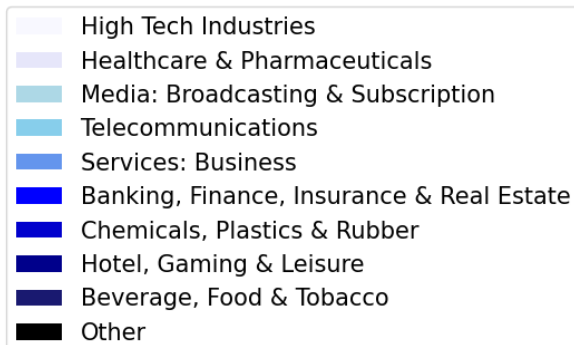 High Tech Industries
Healthcare & Pharmaceuticals
Media: Broadcasting & Subscription
Telecommunications
Services: Business
Banking, Finance, Insurance & Real Estate
Chemicals, Plastics & Rubber
Hotel, Gaming & Leisure
Beverage, Food & Tobacco
Other